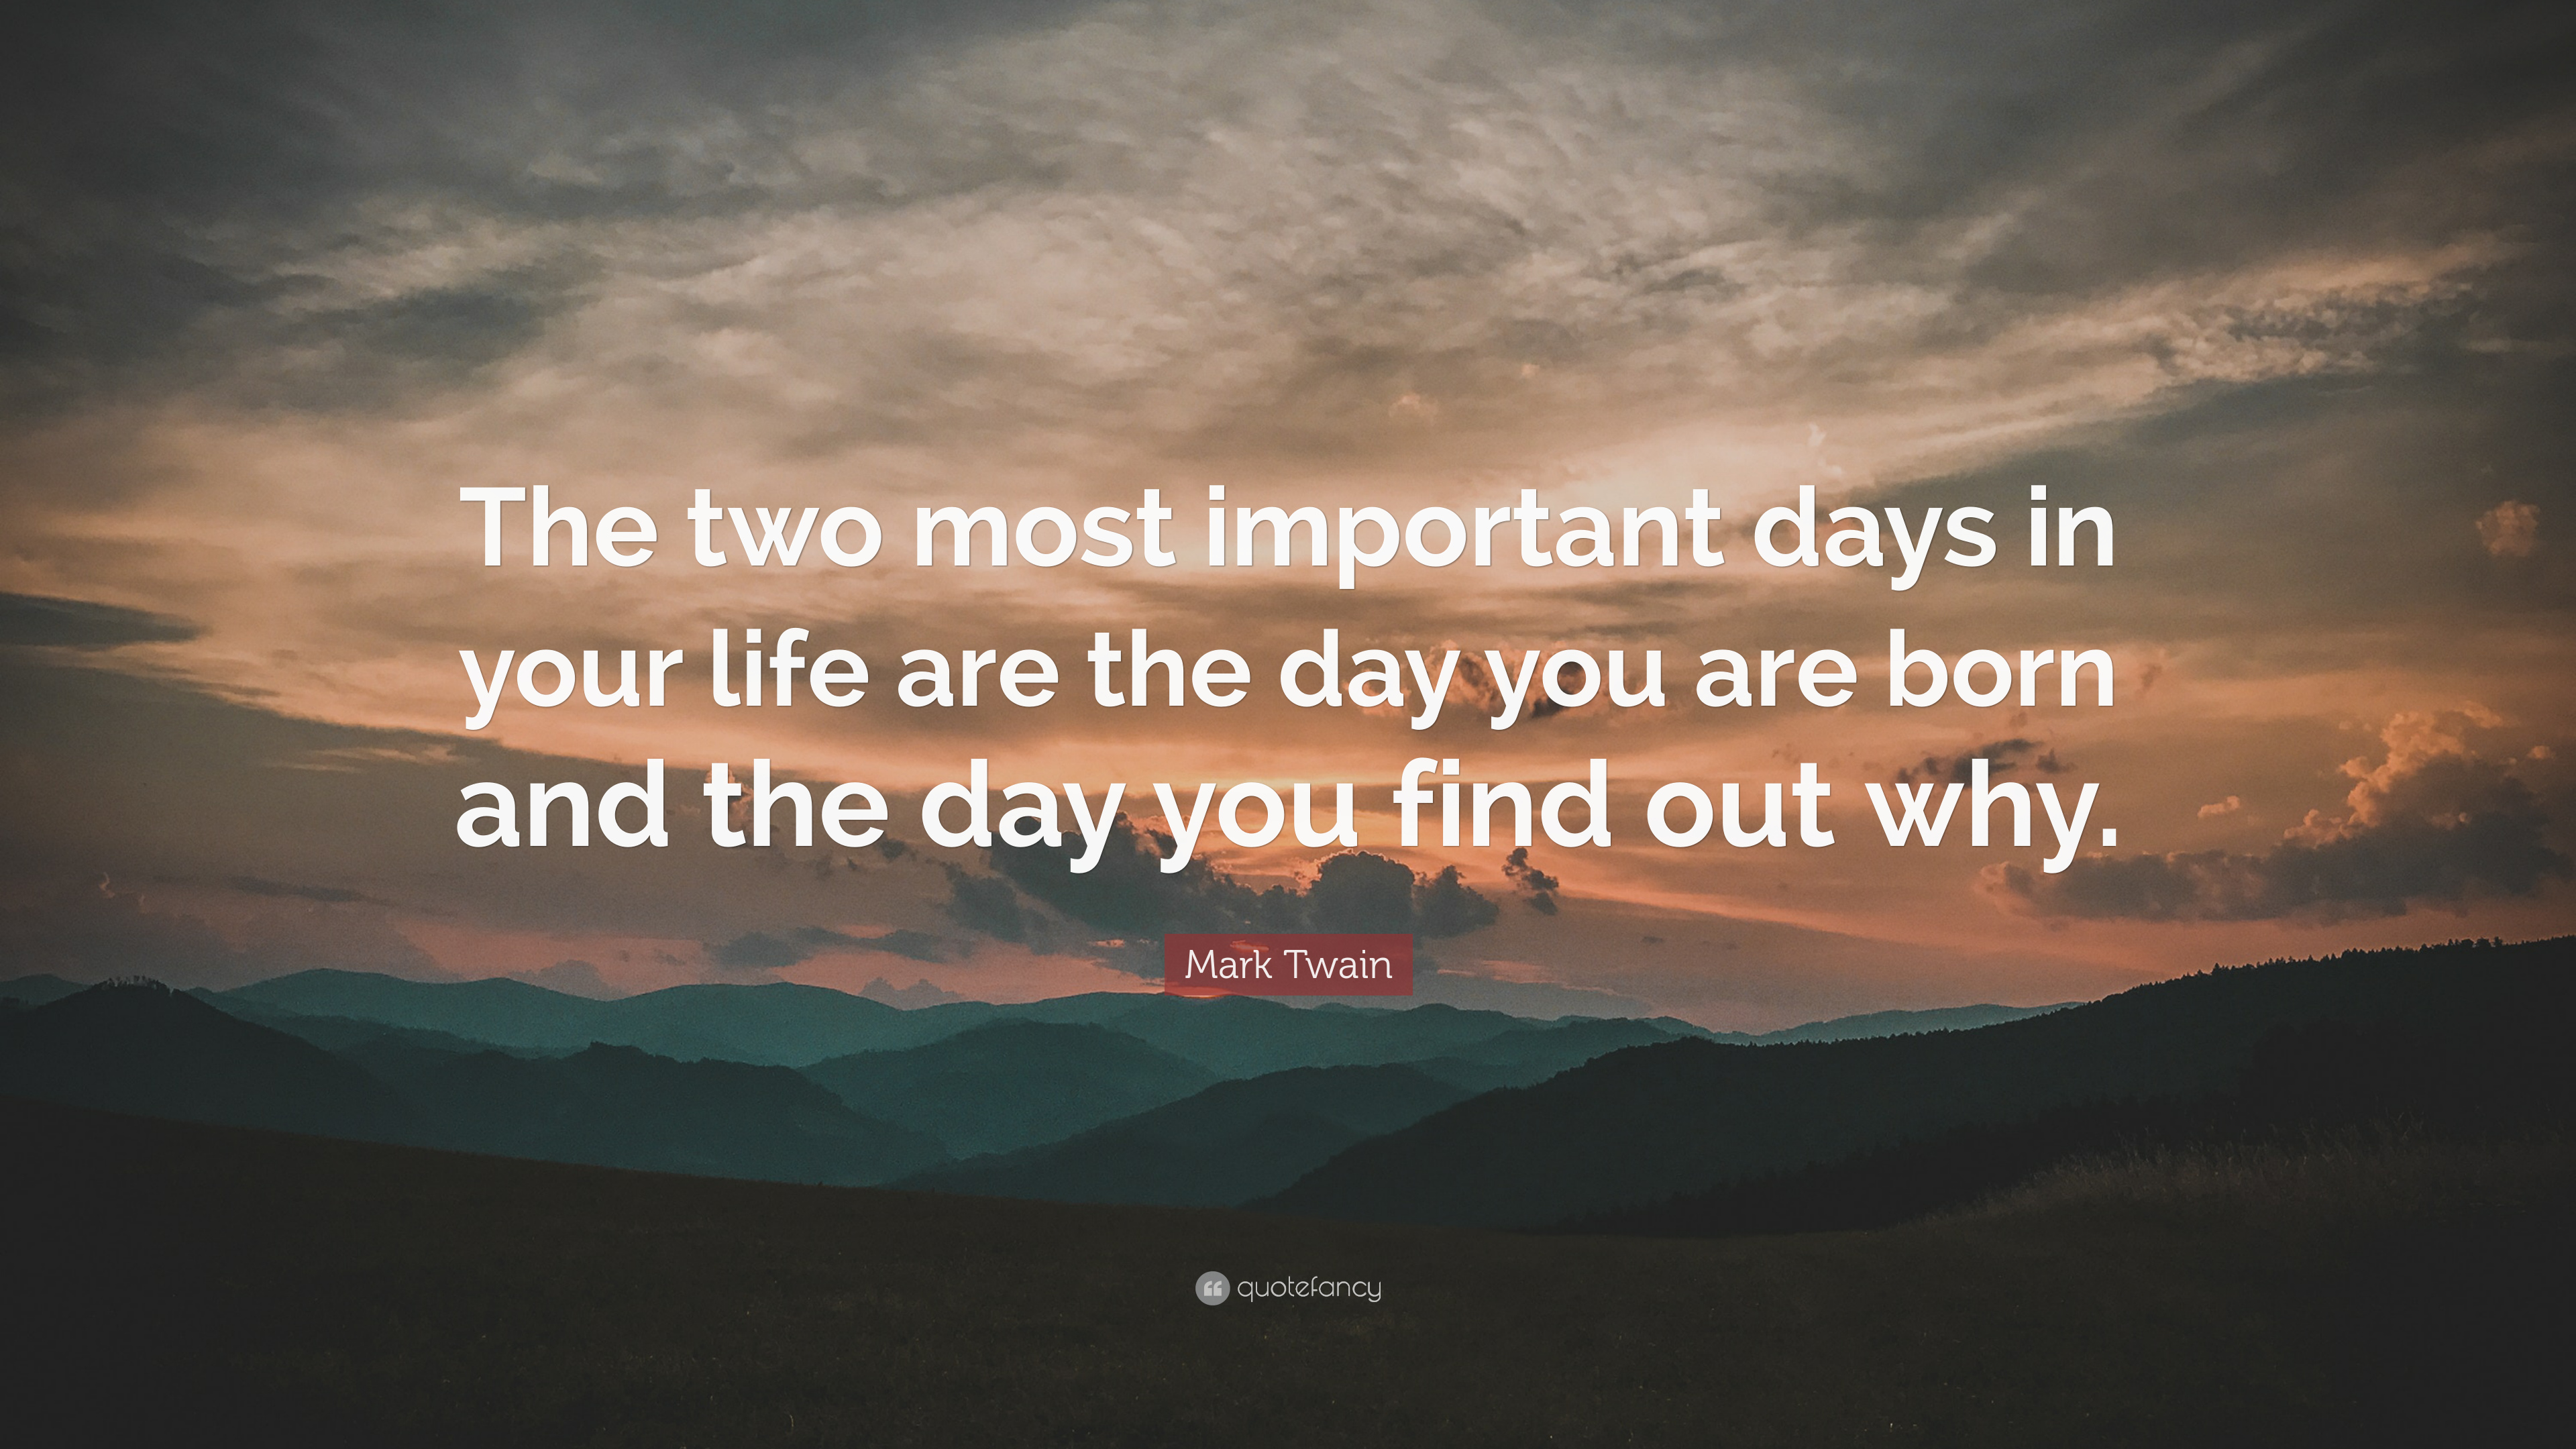 The two most important days in
your life are the day you are born
and the day you find out why.
Mark Twain
quotefancy